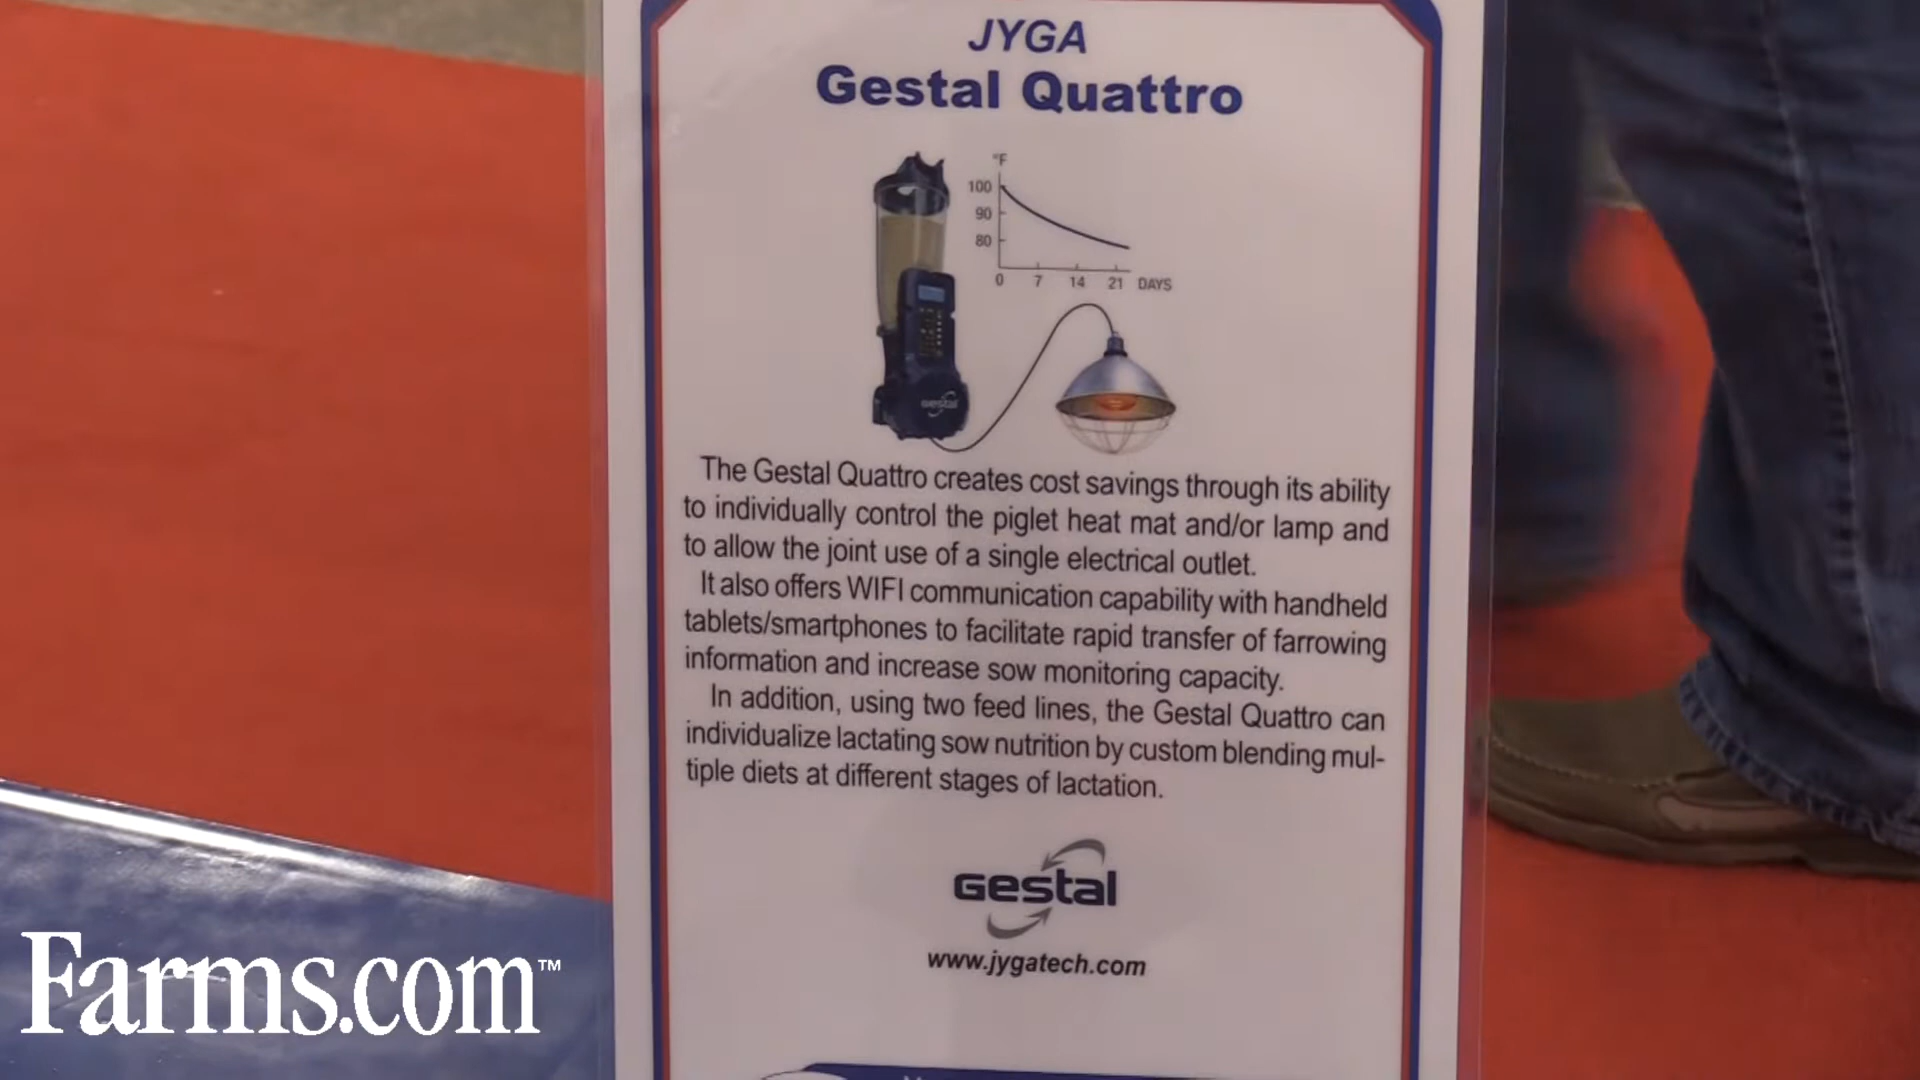 JYGA
Gestal Quattro
°F
100
90
80
0 7 14 21 DAYS
Gestal
The Gestal Quattro creates cost savings through its ability
to individually control the piglet heat mat and/or lamp and
to allow the joint use of a single electrical outlet.
It also offers WIFI communication capability with handheld
tablets/smartphones to facilitate rapid transfer of farrowing
information and increase sow monitoring capacity.
In addition, using two feed lines, the Gestal Quattro can
individualize lactating sow nutrition by custom blending mul-
tiple diets at different stages of lactation.
Gestal
www.jygatech.com
Farms.com™